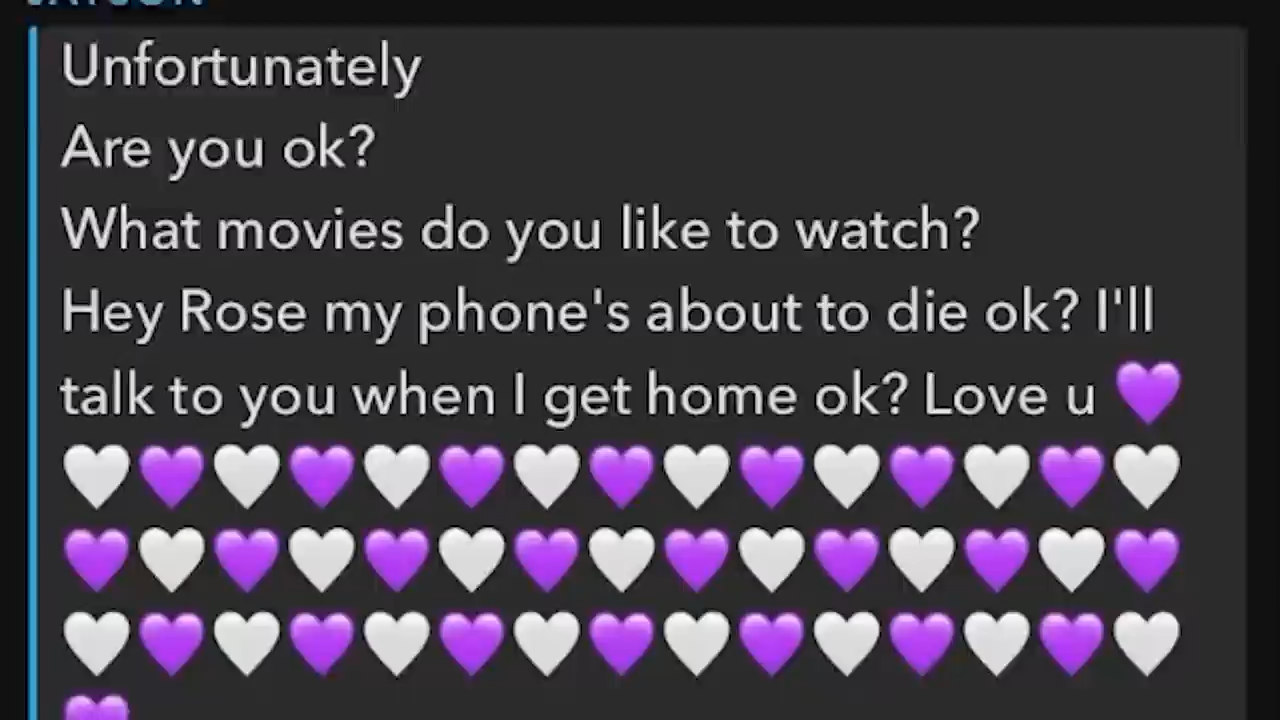 Unfortunately
Are you ok?
What movies do you like to watch?
Hey Rose my phone's about to die ok? I'll
talk to you when I get home ok? Love u 💜
🤍💜🤍💜🤍💜🤍💜🤍💜🤍💜🤍💜🤍
💜🤍💜🤍💜🤍💜🤍💜🤍💜🤍💜🤍💜
🤍💜🤍💜🤍💜🤍💜🤍💜🤍💜🤍💜🤍
💜